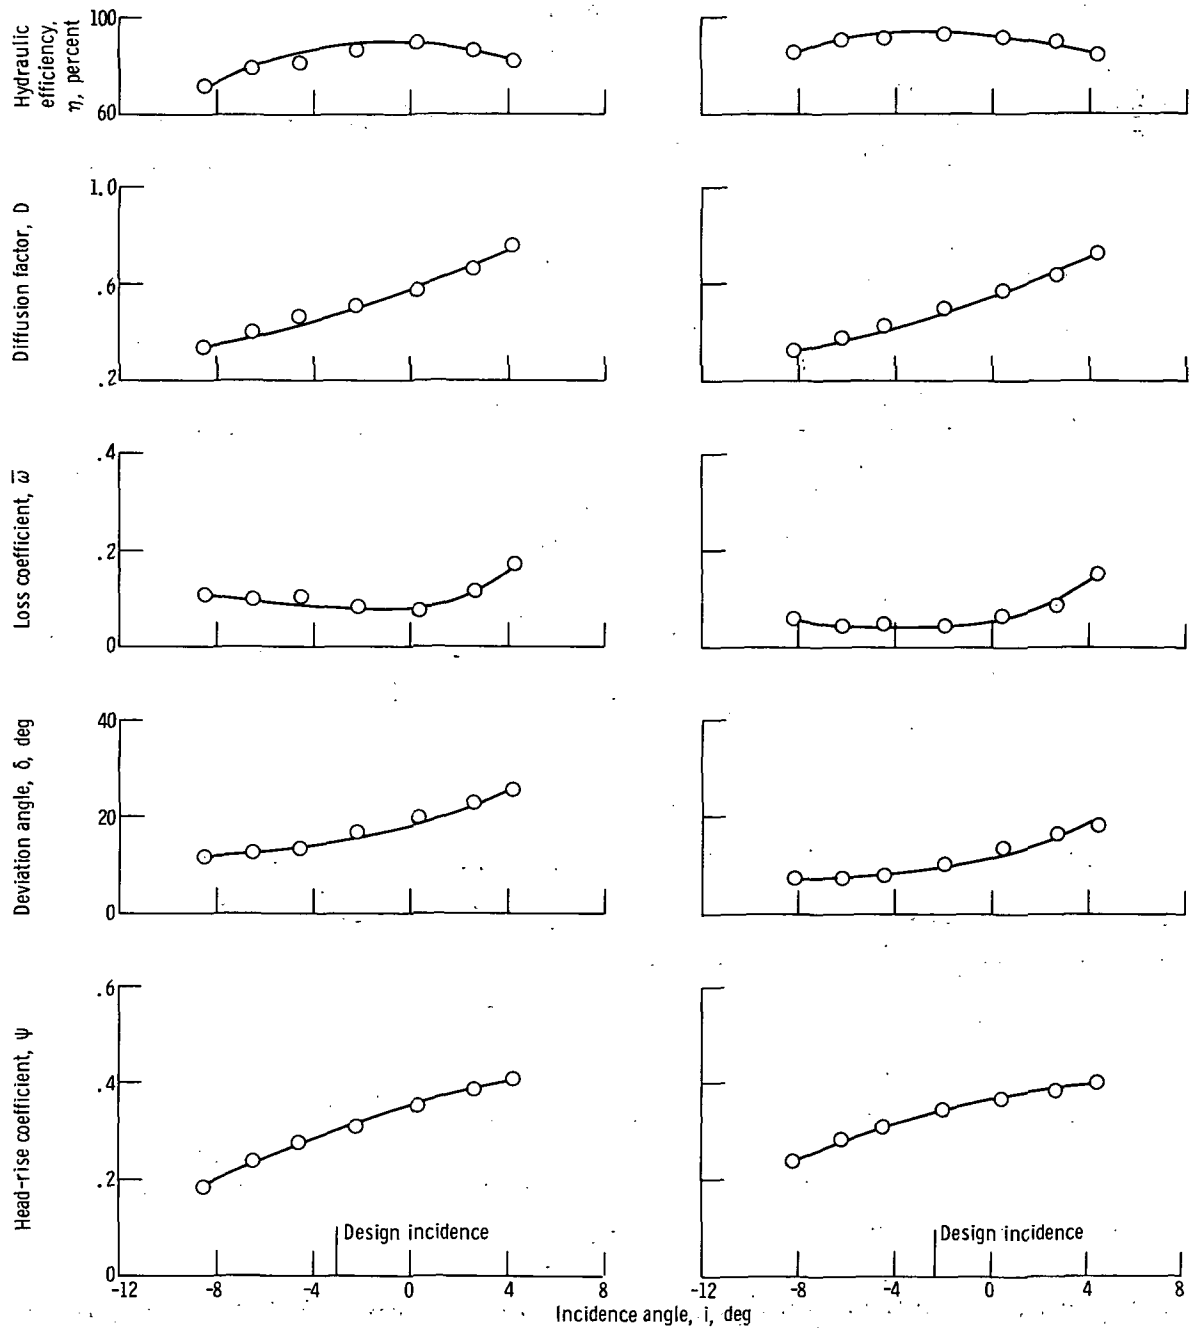 Hydraulic
efficiency,
η, percent
100
60
Diffusion factor, D
1.0
.6
.2
Loss coefficient, ω̅
.4
.2
0
Deviation angle, δ, deg
40
20
0
Head-rise coefficient, ψ
.6
.4
.2
0
Design incidence
Design incidence
-12 -8 -4 0 4 8
-12 -8 -4 0 4 8
Incidence angle, i, deg